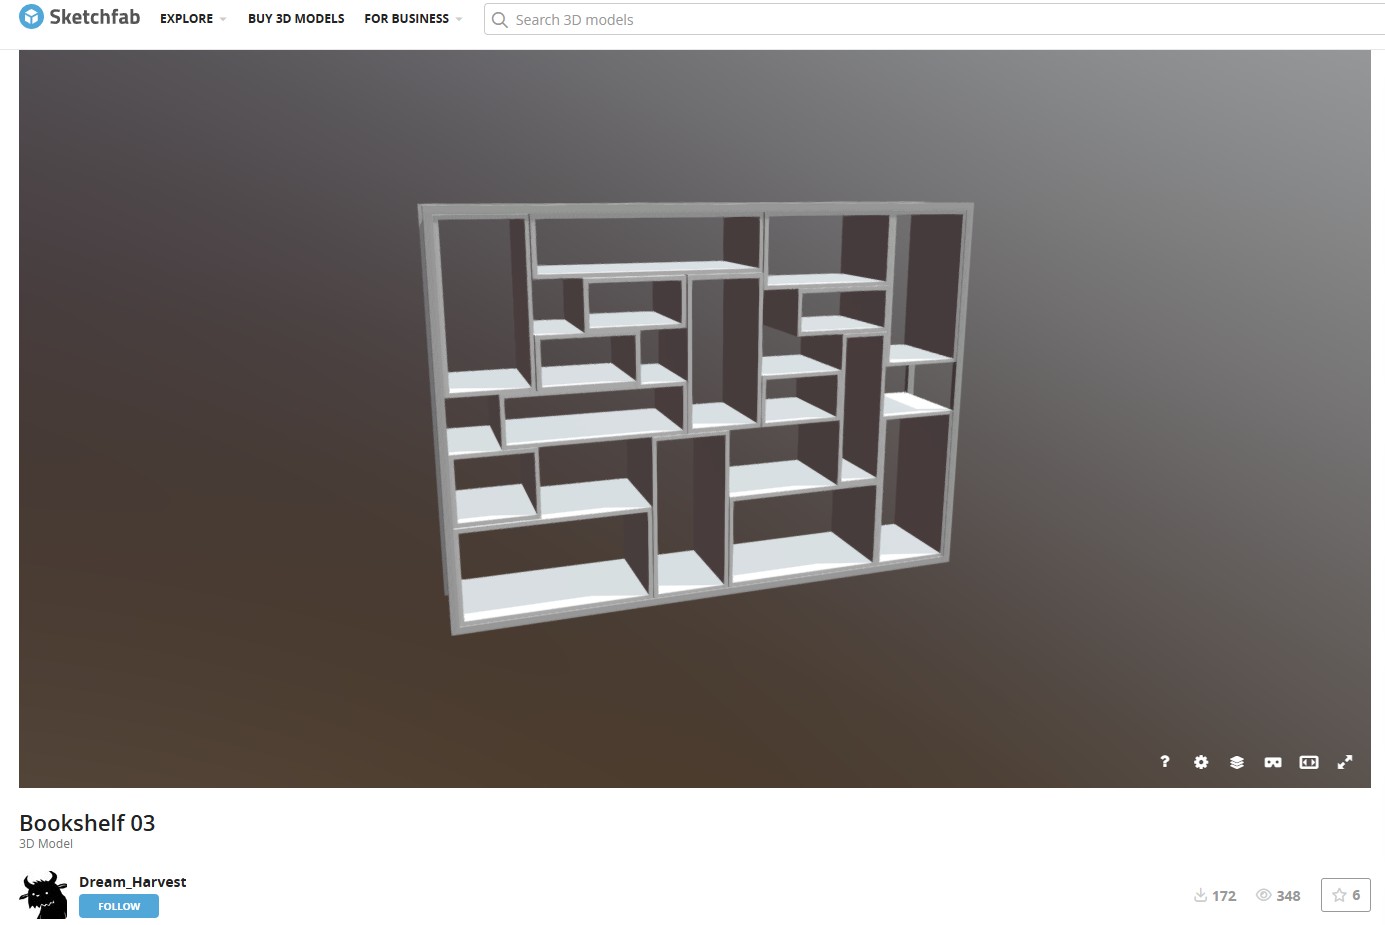 Sketchfab
EXPLORE
BUY 3D MODELS
FOR BUSINESS
Search 3D models
?
Bookshelf 03
3D Model
Dream_Harvest
FOLLOW
172
348
6